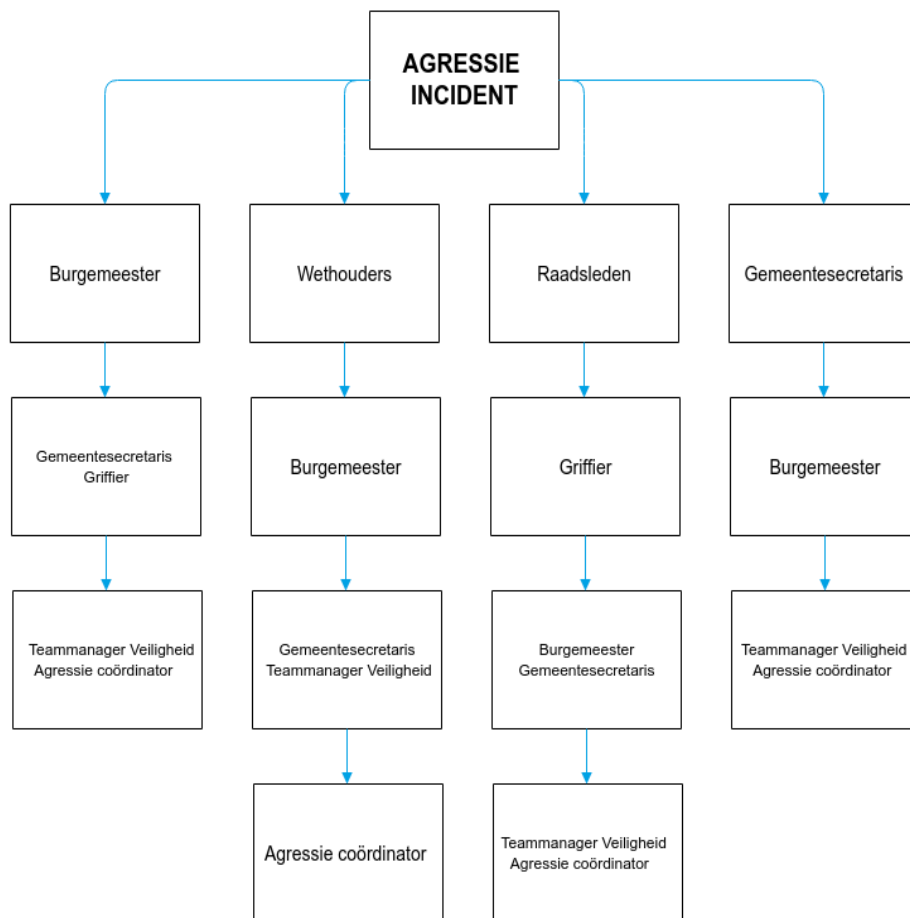 AGRESSIE
INCIDENT
Burgemeester
Wethouders
Raadsleden
Gemeentesecretaris
Gemeentesecretaris
Griffier
Burgemeester
Griffier
Burgemeester
Teammanager Veiligheid
Agressie coördinator
Gemeentesecretaris
Teammanager Veiligheid
Burgemeester
Gemeentesecretaris
Teammanager Veiligheid
Agressie coördinator
Agressie coördinator
Teammanager Veiligheid
Agressie coördinator